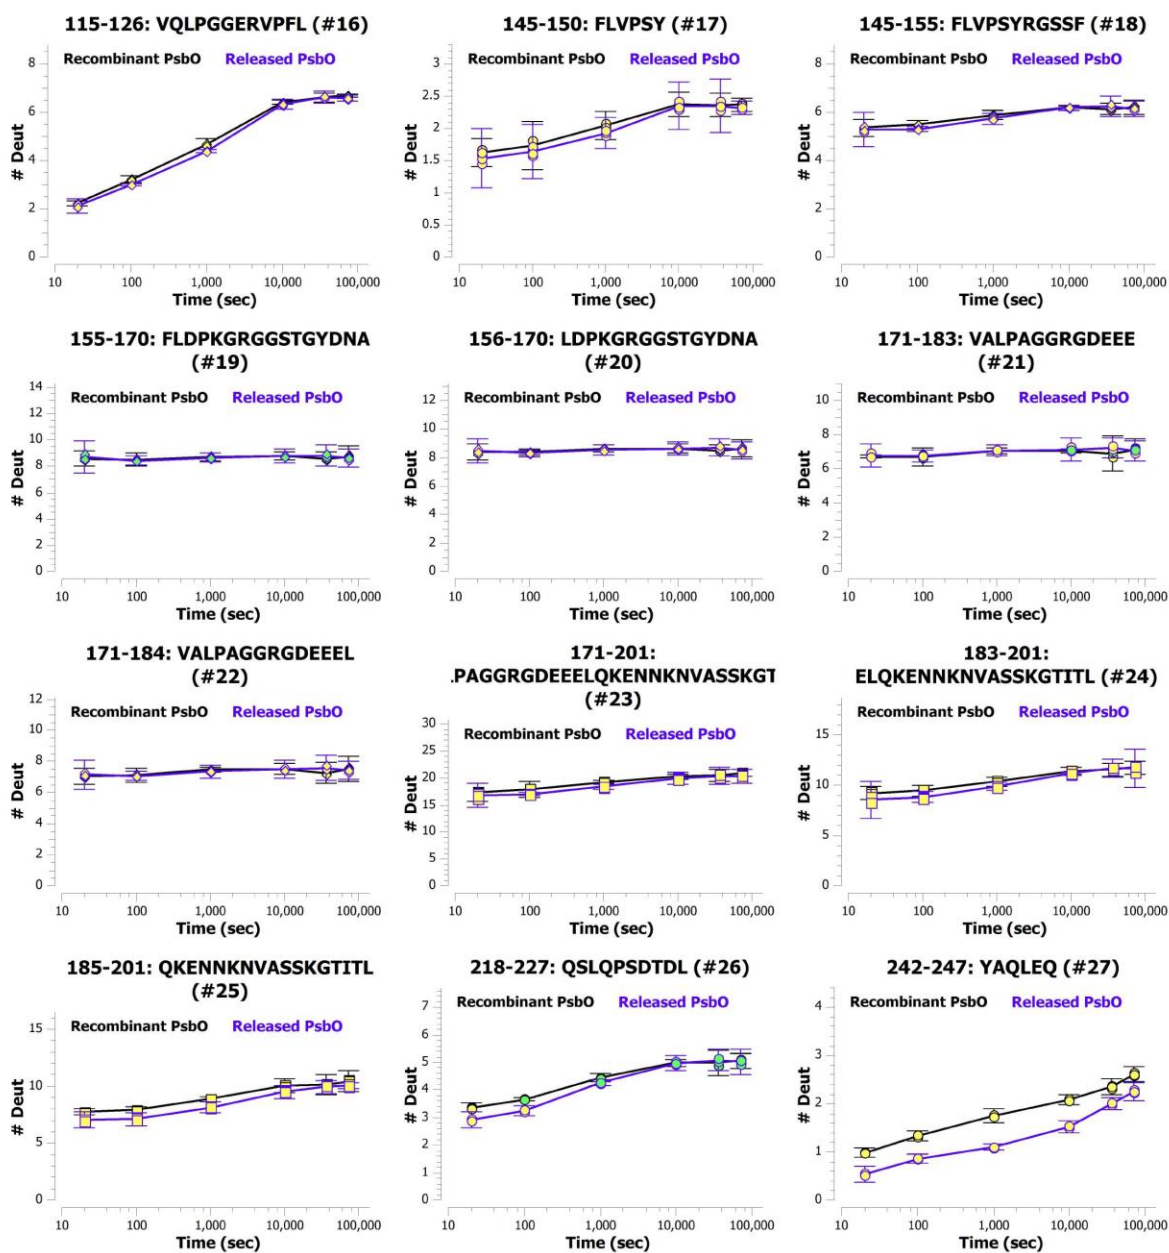 115-126: VQLPGGERVPFL (#16)
Recombinant PsbO Released PsbO
# Deut
8
6
4
2
0
10 100 1,000 10,000 100,000
Time (sec)
145-150: FLVPSY (#17)
Recombinant PsbO Released PsbO
# Deut
3
2.5
2
1.5
1
0.5
0
10 100 1,000 10,000 100,000
Time (sec)
145-155: FLVPSYRGSSF (#18)
Recombinant PsbO Released PsbO
# Deut
8
6
4
2
0
10 100 1,000 10,000 100,000
Time (sec)
155-170: FLDPKGRGGSTGYDNA
(#19)
Recombinant PsbO Released PsbO
# Deut
14
12
10
8
6
4
2
0
10 100 1,000 10,000 100,000
Time (sec)
156-170: LDPKGRGGSTGYDNA
(#20)
Recombinant PsbO Released PsbO
# Deut
14
12
10
8
6
4
2
0
10 100 1,000 10,000 100,000
Time (sec)
171-183: VALPAGGRGDEEE
(#21)
Recombinant PsbO Released PsbO
# Deut
10
8
6
4
2
0
10 100 1,000 10,000 100,000
Time (sec)
171-184: VALPAGGRGDEEEL
(#22)
Recombinant PsbO Released PsbO
# Deut
12
10
8
6
4
2
0
10 100 1,000 10,000 100,000
Time (sec)
171-201:
.PAGGRGDEEELQKENNKNVASSKGT
(#23)
Recombinant PsbO Released PsbO
# Deut
30
25
20
15
10
5
0
10 100 1,000 10,000 100,000
Time (sec)
183-201:
ELQKENNKNVASSKGTITL (#24)
Recombinant PsbO Released PsbO
# Deut
15
10
5
0
10 100 1,000 10,000 100,000
Time (sec)
185-201: QKENNKNVASSKGTITL
(#25)
Recombinant PsbO Released PsbO
# Deut
15
10
5
0
10 100 1,000 10,000 100,000
Time (sec)
218-227: QSLQPSDTDL (#26)
Recombinant PsbO Released PsbO
# Deut
7
6
5
4
3
2
1
0
10 100 1,000 10,000 100,000
Time (sec)
242-247: YAQLEQ (#27)
Recombinant PsbO Released PsbO
# Deut
4
3
2
1
0
10 100 1,000 10,000 100,000
Time (sec)